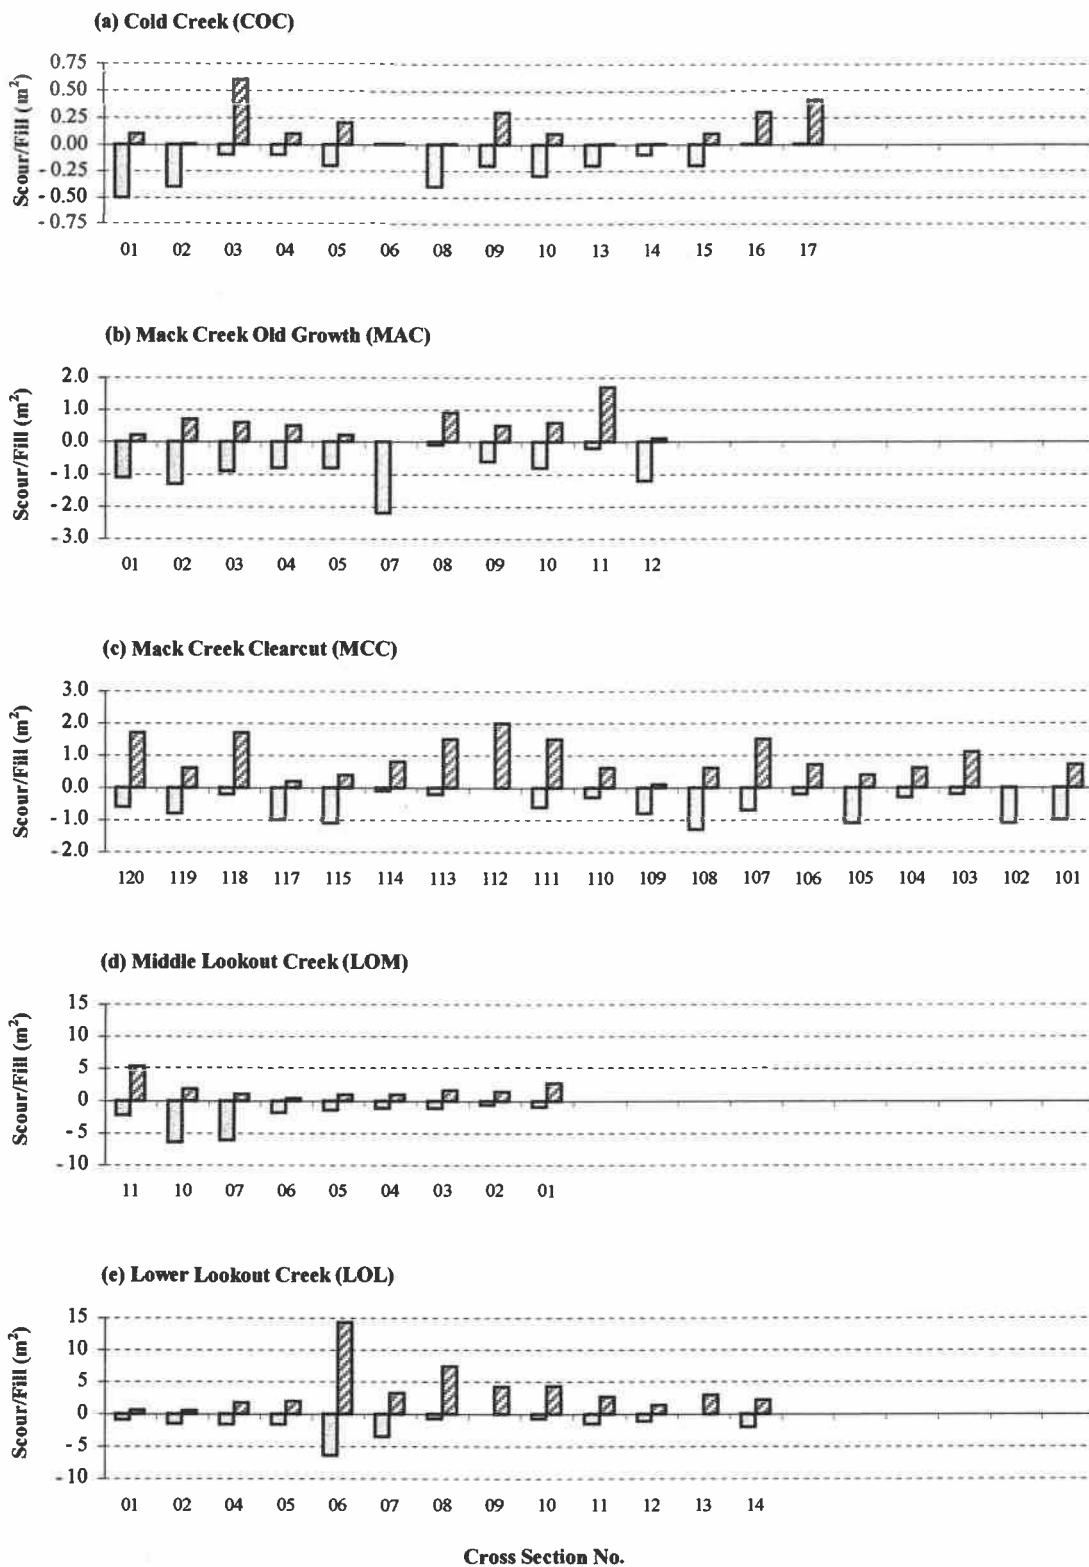 (a) Cold Creek (COC)
Scour/Fill (m²)
0.75
0.50
0.25
0.00
- 0.25
- 0.50
- 0.75
01 02 03 04 05 06 08 09 10 13 14 15 16 17
(b) Mack Creek Old Growth (MAC)
Scour/Fill (m²)
2.0
1.0
0.0
- 1.0
- 2.0
- 3.0
01 02 03 04 05 07 08 09 10 11 12
(c) Mack Creek Clearcut (MCC)
Scour/Fill (m²)
3.0
2.0
1.0
0.0
- 1.0
- 2.0
120 119 118 117 115 114 113 112 111 110 109 108 107 106 105 104 103 102 101
(d) Middle Lookout Creek (LOM)
Scour/Fill (m²)
15
10
5
0
- 5
- 10
11 10 07 06 05 04 03 02 01
(e) Lower Lookout Creek (LOL)
Scour/Fill (m²)
15
10
5
0
- 5
- 10
01 02 04 05 06 07 08 09 10 11 12 13 14
Cross Section No.